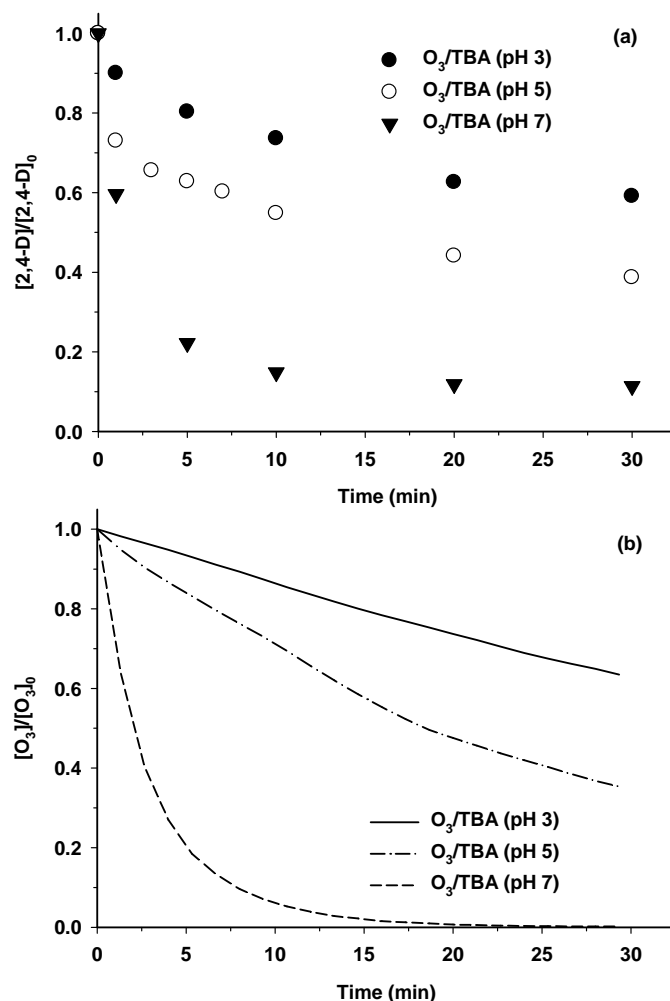 (a)
O3/TBA (pH 3)
O3/TBA (pH 5)
O3/TBA (pH 7)
[2,4-D]/[2,4-D]0
1.0
0.8
0.6
0.4
0.2
0.0
0 5 10 15 20 25 30
Time (min)
(b)
[O3]/[O3]0
1.0
0.8
0.6
0.4
0.2
0.0
O3/TBA (pH 3)
O3/TBA (pH 5)
O3/TBA (pH 7)
0 5 10 15 20 25 30
Time (min)